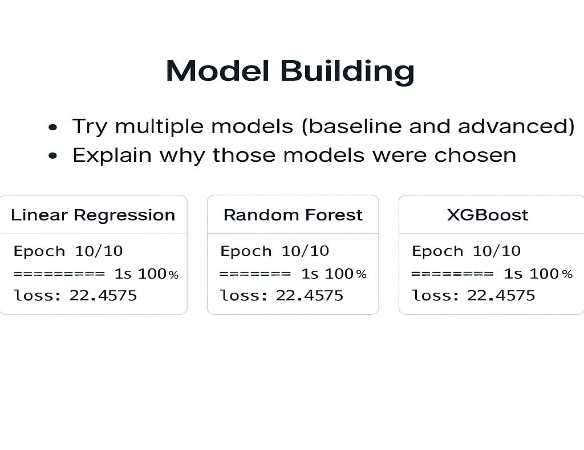 Model Building
• Try multiple models (baseline and advanced)
• Explain why those models were chosen
Linear Regression
Epoch 10/10
========= 1s 100%
loss: 22.4575
Random Forest
Epoch 10/10
======= 1s 100%
loss: 22.4575
XGBoost
Epoch 10/10
======== 1s 100%
loss: 22.4575